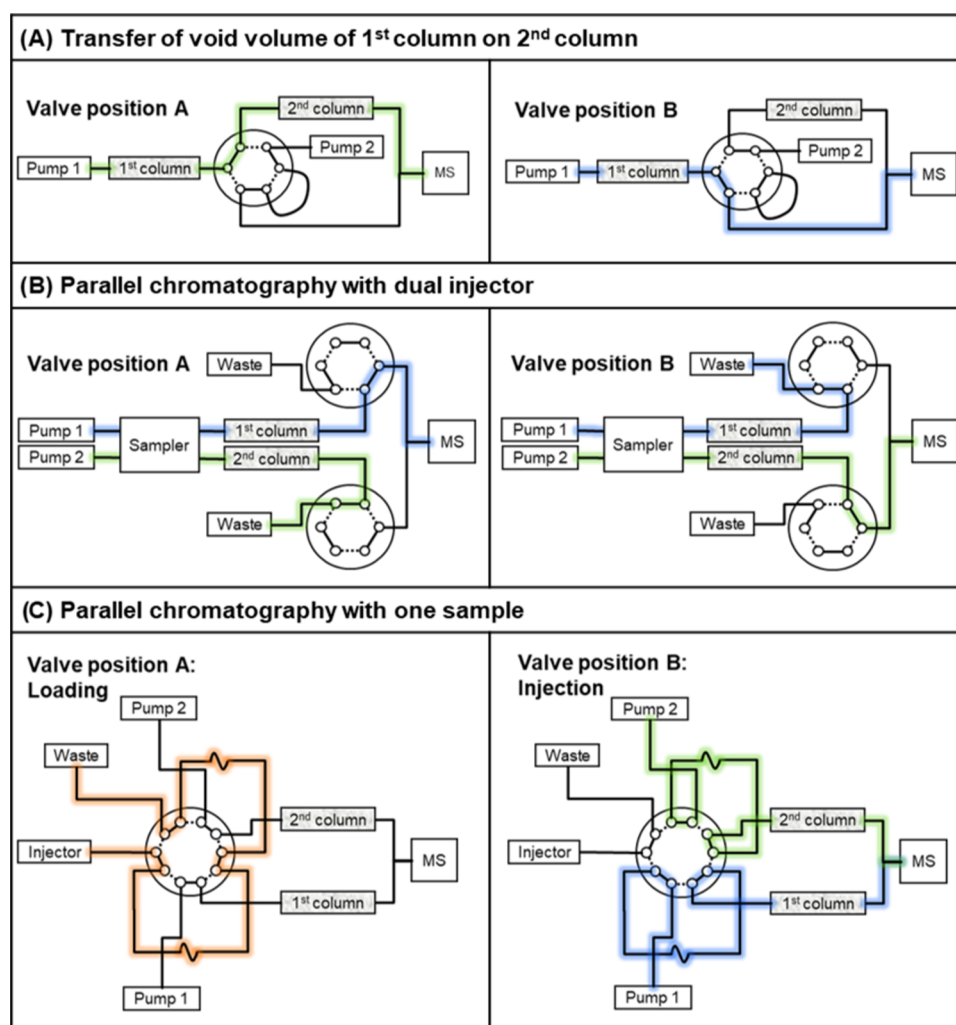 (A) Transfer of void volume of 1st column on 2nd column
Valve position A
2nd column
Pump 2
Pump 1
1st column
MS
Valve position B
2nd column
Pump 2
Pump 1
1st column
MS
(B) Parallel chromatography with dual injector
Valve position A
Waste
Pump 1
Pump 2
Sampler
1st column
2nd column
MS
Waste
Valve position B
Waste
Pump 1
Pump 2
Sampler
1st column
2nd column
MS
Waste
(C) Parallel chromatography with one sample
Valve position A:
Loading
Pump 2
Waste
Injector
2nd column
MS
1st column
Pump 1
Valve position B:
Injection
Pump 2
Waste
Injector
2nd column
MS
1st column
Pump 1